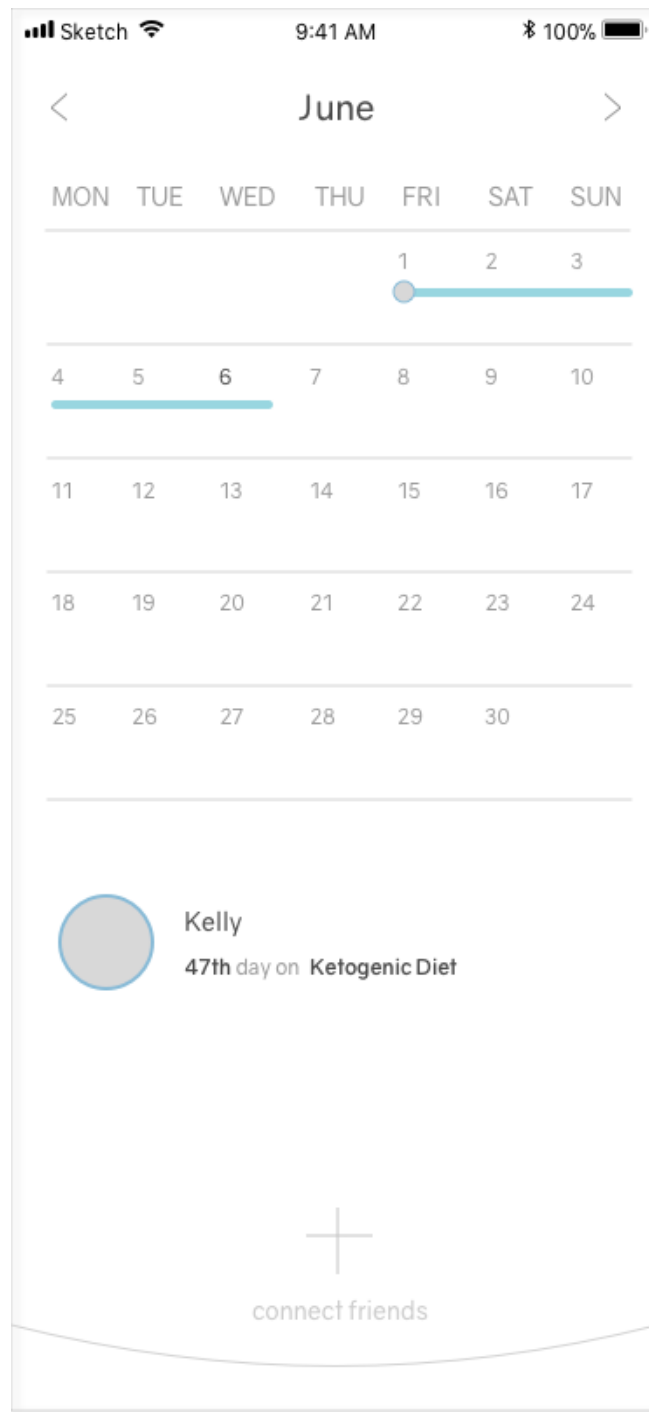 Sketch 9:41 AM 100%
June
MON TUE WED THU FRI SAT SUN
1 2 3
4 5 6 7 8 9 10
11 12 13 14 15 16 17
18 19 20 21 22 23 24
25 26 27 28 29 30
Kelly
47th day on Ketogenic Diet
connect friends